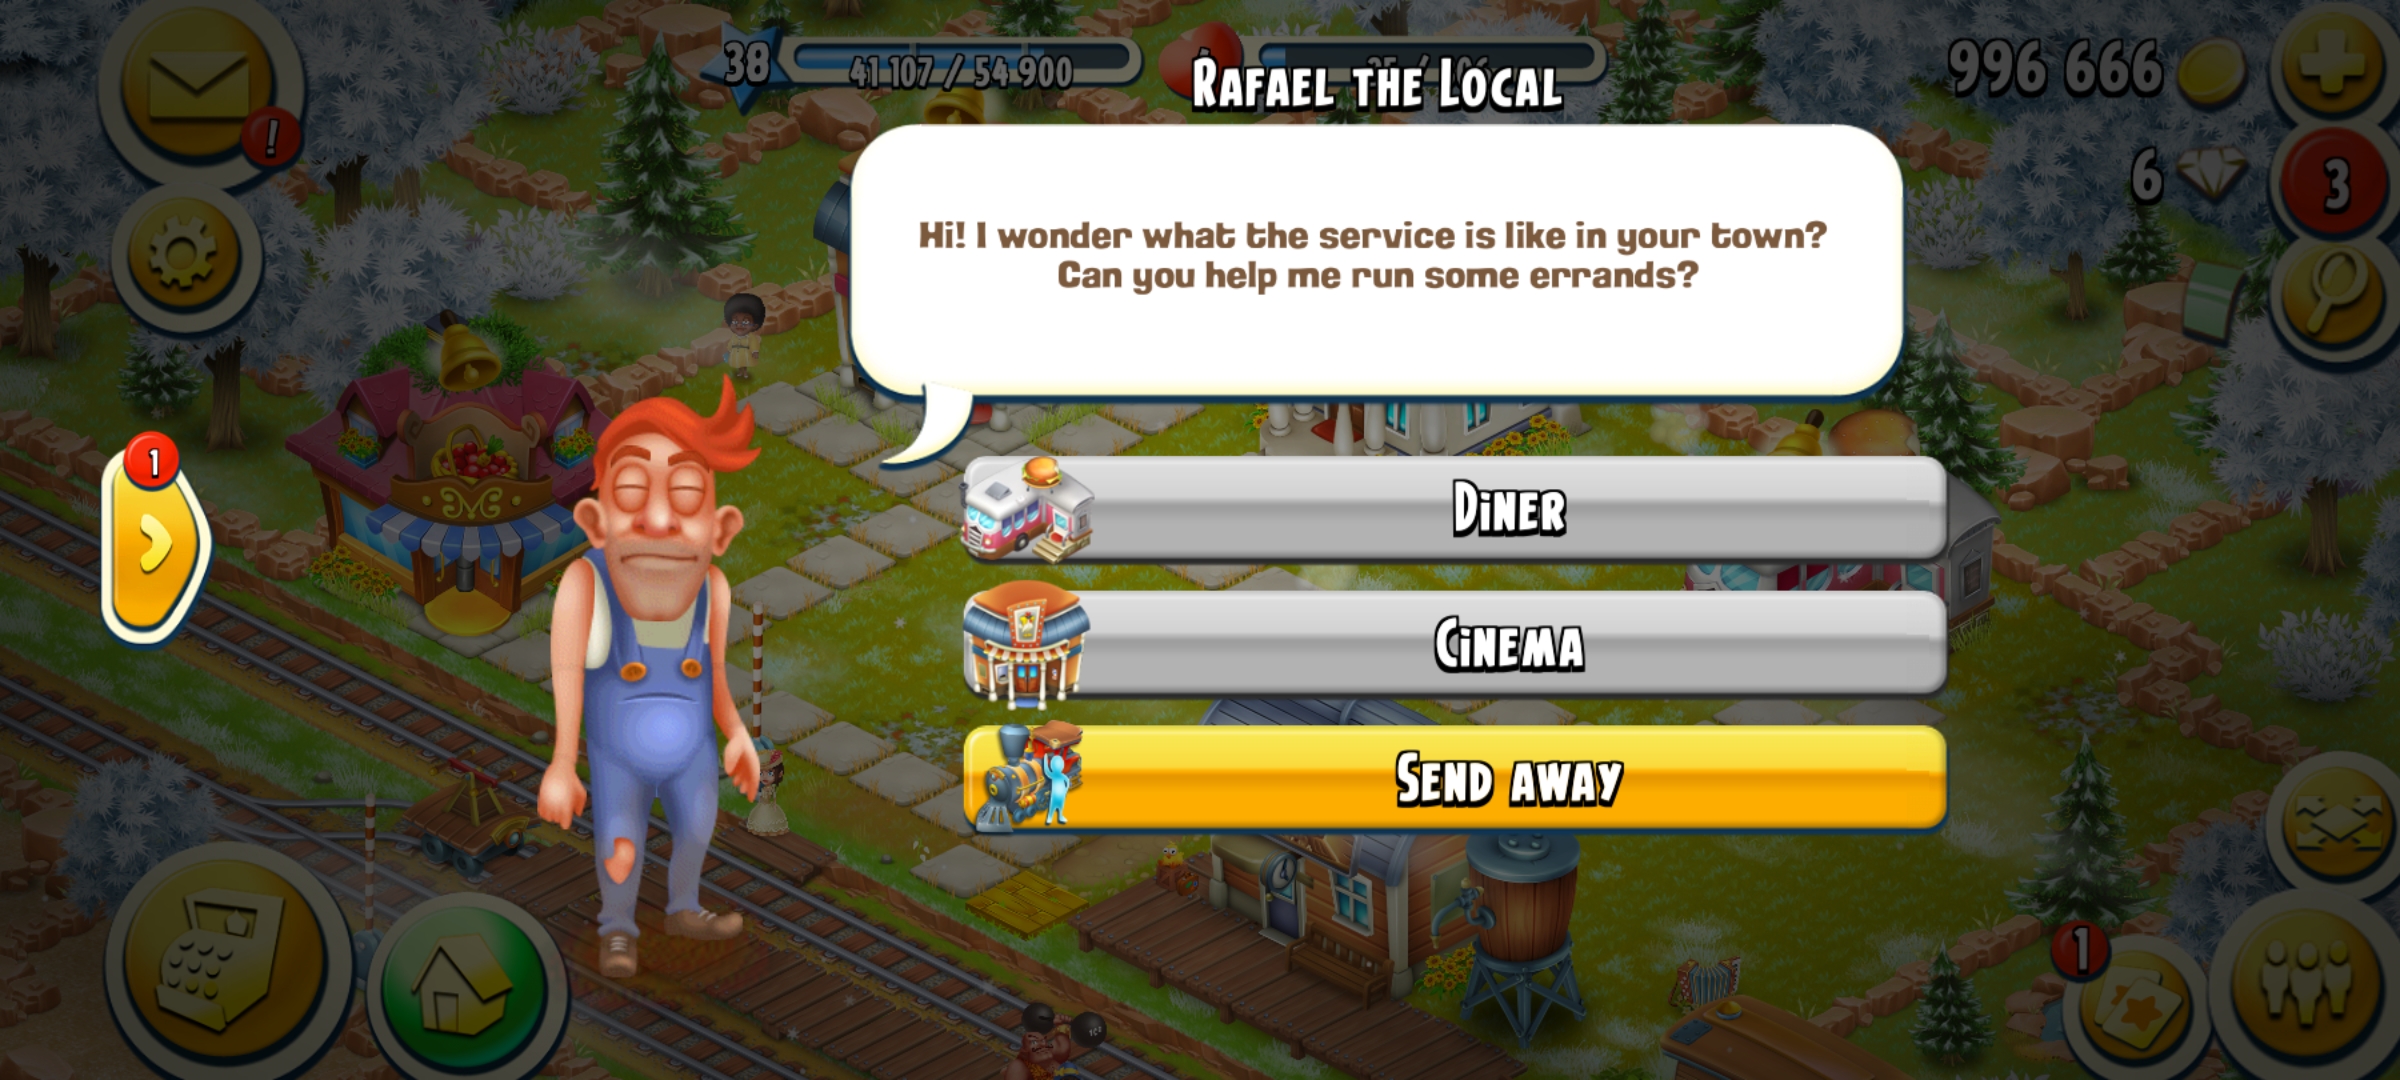 38
41 107 / 54 900
996 666
Rafael the Local
!
6
3
Hi! I wonder what the service is like in your town?
Can you help me run some errands?
1
Diner
Cinema
Send away
1